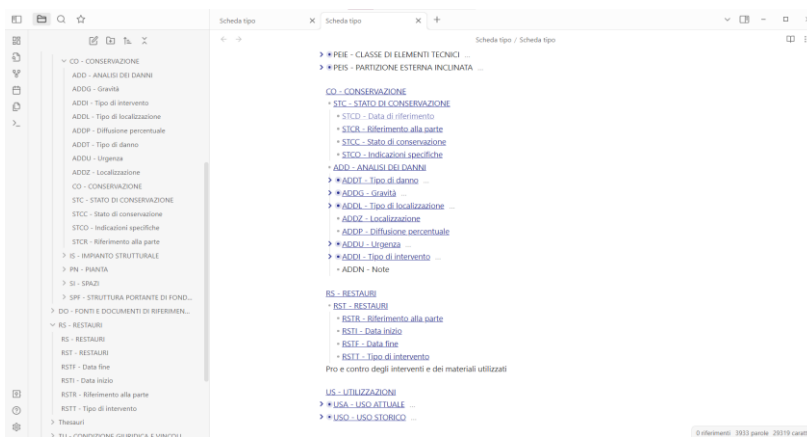 Scheda tipo
Scheda tipo
CO - CONSERVAZIONE
ADD - ANALISI DEI DANNI
ADDG - Gravità
ADDI - Tipo di intervento
ADDL - Tipo di localizzazione
ADDP - Diffusione percentuale
ADDT - Tipo di danno
ADDU - Urgenza
ADDZ - Localizzazione
CO - CONSERVAZIONE
STC - STATO DI CONSERVAZIONE
STCC - Stato di conservazione
STCO - Indicazioni specifiche
STCR - Riferimento alla parte
IS - IMPIANTO STRUTTURALE
PN - PIANTA
SI - SPAZI
SPF - STRUTTURA PORTANTE DI FOND...
DO - FONTI E DOCUMENTI DI RIFERIMEN...
RS - RESTAURI
RS - RESTAURI
RST - RESTAURI
RSTF - Data fine
RSTI - Data inizio
RSTR - Riferimento alla parte
RSTT - Tipo di intervento
Thesauri
TU - CONDIZIONE GIURIDICA E VINCOLI
Scheda tipo / Scheda tipo
PEIE - CLASSE DI ELEMENTI TECNICI ...
PEIS - PARTIZIONE ESTERNA INCLINATA ...
CO - CONSERVAZIONE
STC - STATO DI CONSERVAZIONE
STCD - Data di riferimento
STCR - Riferimento alla parte
STCC - Stato di conservazione
STCO - Indicazioni specifiche
ADD - ANALISI DEI DANNI
ADDT - Tipo di danno ...
ADDG - Gravità ...
ADDL - Tipo di localizzazione ...
ADDZ - Localizzazione
ADDP - Diffusione percentuale
ADDU - Urgenza ...
ADDI - Tipo di intervento ...
ADDN - Note
RS - RESTAURI
RST - RESTAURI
RSTR - Riferimento alla parte
RSTI - Data inizio
RSTF - Data fine
RSTT - Tipo di intervento
Pro e contro degli interventi e dei materiali utilizzati
US - UTILIZZAZIONI
USA - USO ATTUALE ...
USO - USO STORICO ...
0 riferimenti 3933 parole 29319 caratt